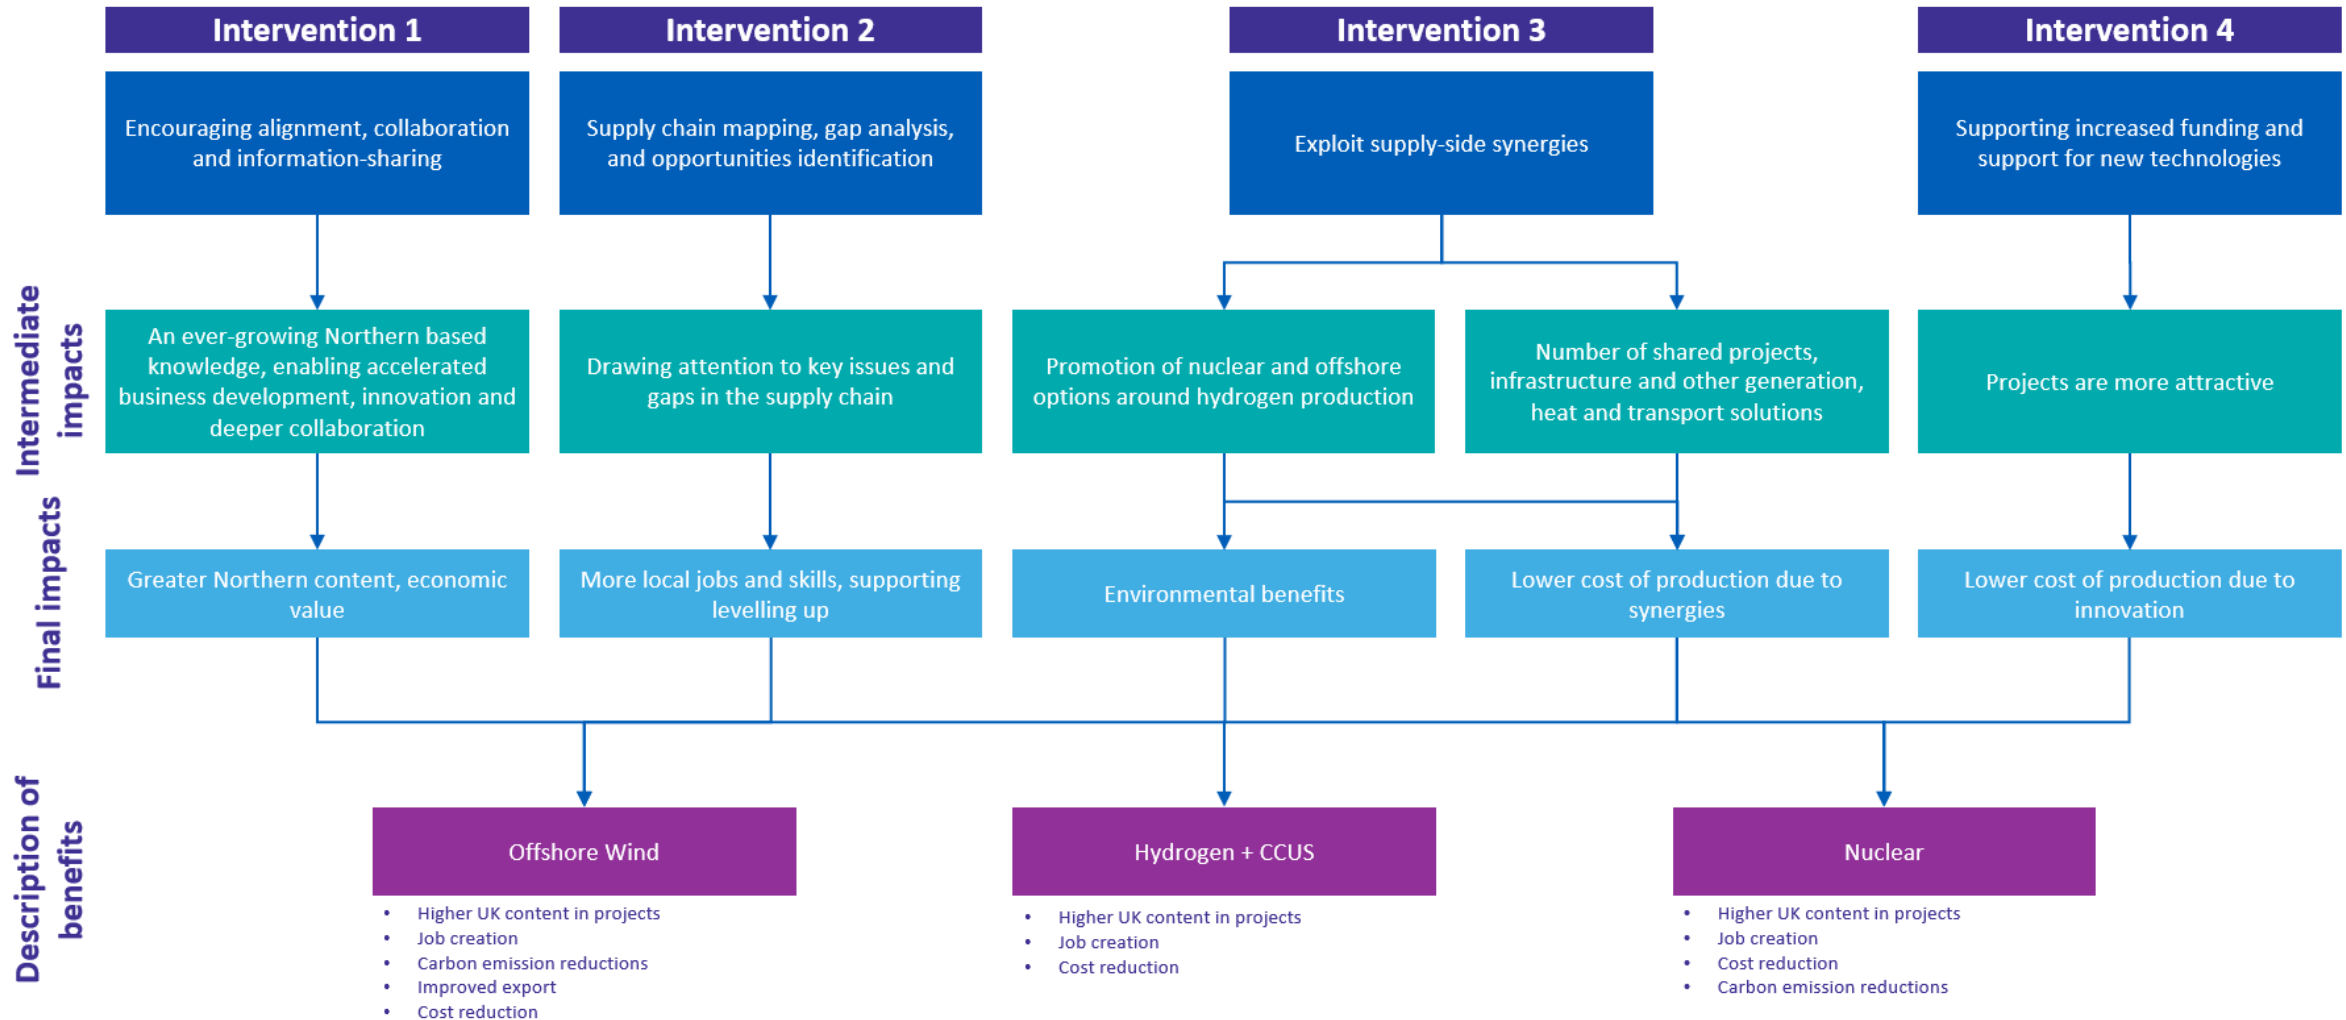 Intervention 1
Intervention 2
Intervention 3
Intervention 4
Encouraging alignment, collaboration
and information-sharing
Supply chain mapping, gap analysis,
and opportunities identification
Exploit supply-side synergies
Supporting increased funding and
support for new technologies
Intermediate
impacts
An ever-growing Northern based
knowledge, enabling accelerated
business development, innovation and
deeper collaboration
Drawing attention to key issues and
gaps in the supply chain
Promotion of nuclear and offshore
options around hydrogen production
Number of shared projects,
infrastructure and other generation,
heat and transport solutions
Projects are more attractive
Final impacts
Greater Northern content, economic
value
More local jobs and skills, supporting
levelling up
Environmental benefits
Lower cost of production due to
synergies
Lower cost of production due to
innovation
Description of
benefits
Offshore Wind
• Higher UK content in projects
• Job creation
• Carbon emission reductions
• Improved export
• Cost reduction
Hydrogen + CCUS
• Higher UK content in projects
• Job creation
• Cost reduction
Nuclear
• Higher UK content in projects
• Job creation
• Cost reduction
• Carbon emission reductions